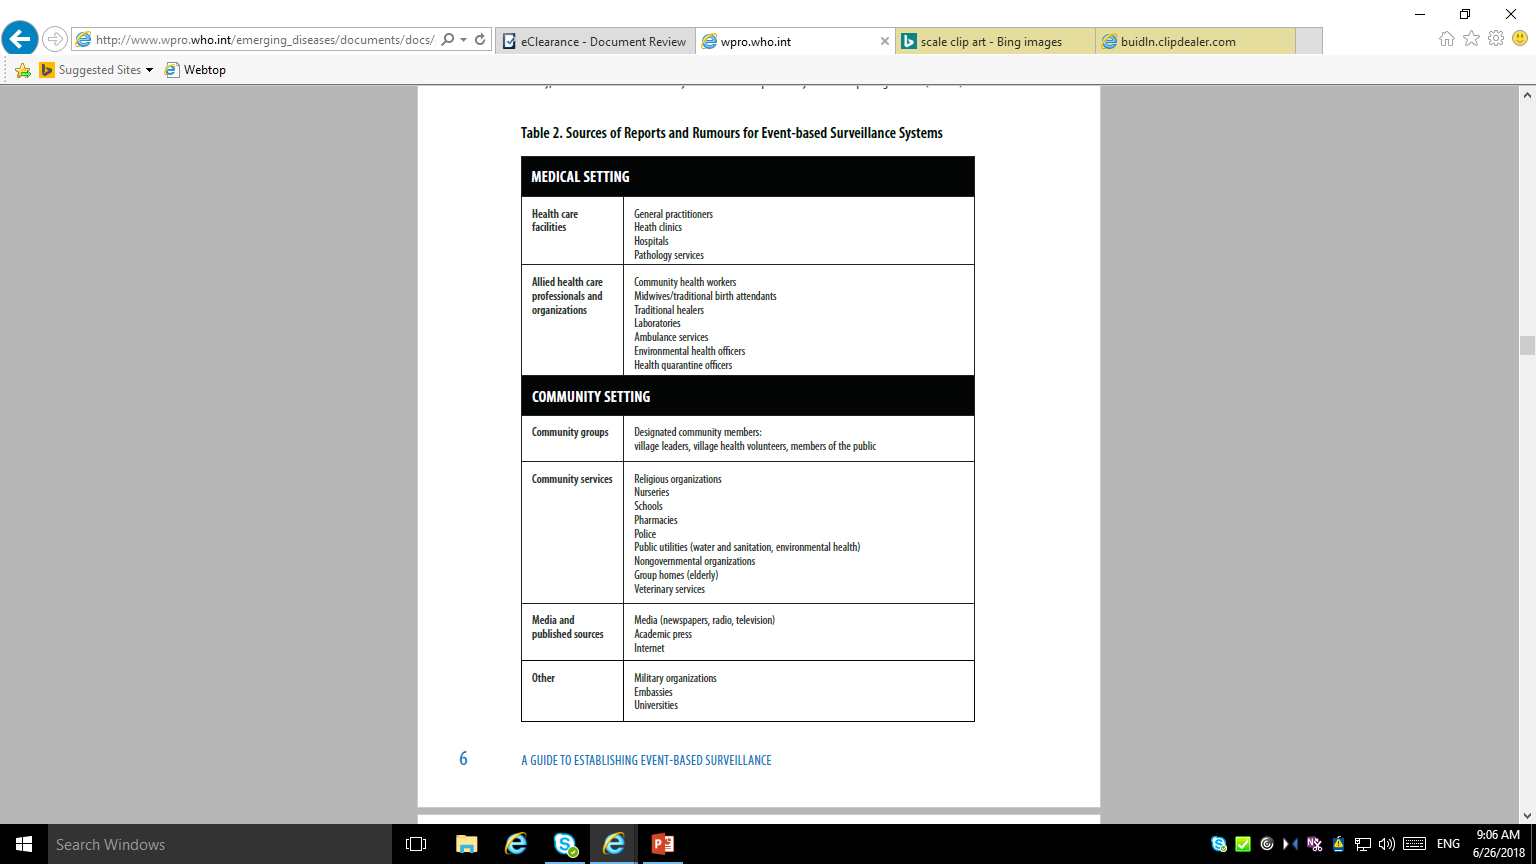 http://www.wpro.who.int/emerging_diseases/documents/docs/
eClearance - Document Review
wpro.who.int
scale clip art - Bing images
buidln.clipdealer.com
Suggested Sites
Webtop
Table 2. Sources of Reports and Rumours for Event-based Surveillance Systems
MEDICAL SETTING
Health care
facilities
General practitioners
Heath clinics
Hospitals
Pathology services
Allied health care
professionals and
organizations
Community health workers
Midwives/traditional birth attendants
Traditional healers
Laboratories
Ambulance services
Environmental health officers
Health quarantine officers
COMMUNITY SETTING
Community groups
Designated community members:
village leaders, village health volunteers, members of the public
Community services
Religious organizations
Nurseries
Schools
Pharmacies
Police
Public utilities (water and sanitation, environmental health)
Nongovernmental organizations
Group homes (elderly)
Veterinary services
Media and
published sources
Media (newspapers, radio, television)
Academic press
Internet
Other
Military organizations
Embassies
Universities
6
A GUIDE TO ESTABLISHING EVENT-BASED SURVEILLANCE
Search Windows
ENG
9:06 AM
6/26/2018